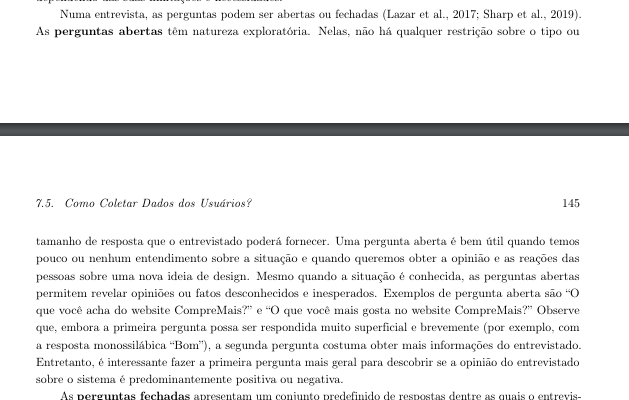 dependendo das suas limitações e necessidades.
Numa entrevista, as perguntas podem ser abertas ou fechadas (Lazar et al., 2017; Sharp et al., 2019).
As perguntas abertas têm natureza exploratória. Nelas, não há qualquer restrição sobre o tipo ou
7.5. Como Coletar Dados dos Usuários? 145
tamanho de resposta que o entrevistado poderá fornecer. Uma pergunta aberta é bem útil quando temos
pouco ou nenhum entendimento sobre a situação e quando queremos obter a opinião e as reações das
pessoas sobre uma nova ideia de design. Mesmo quando a situação é conhecida, as perguntas abertas
permitem revelar opiniões ou fatos desconhecidos e inesperados. Exemplos de pergunta aberta são “O
que você acha do website CompreMais?” e “O que você mais gosta no website CompreMais?” Observe
que, embora a primeira pergunta possa ser respondida muito superficial e brevemente (por exemplo, com
a resposta monossilábica “Bom”), a segunda pergunta costuma obter mais informações do entrevistado.
Entretanto, é interessante fazer a primeira pergunta mais geral para descobrir se a opinião do entrevistado
sobre o sistema é predominantemente positiva ou negativa.
As perguntas fechadas apresentam um conjunto predefinido de respostas dentre as quais o entrevis-